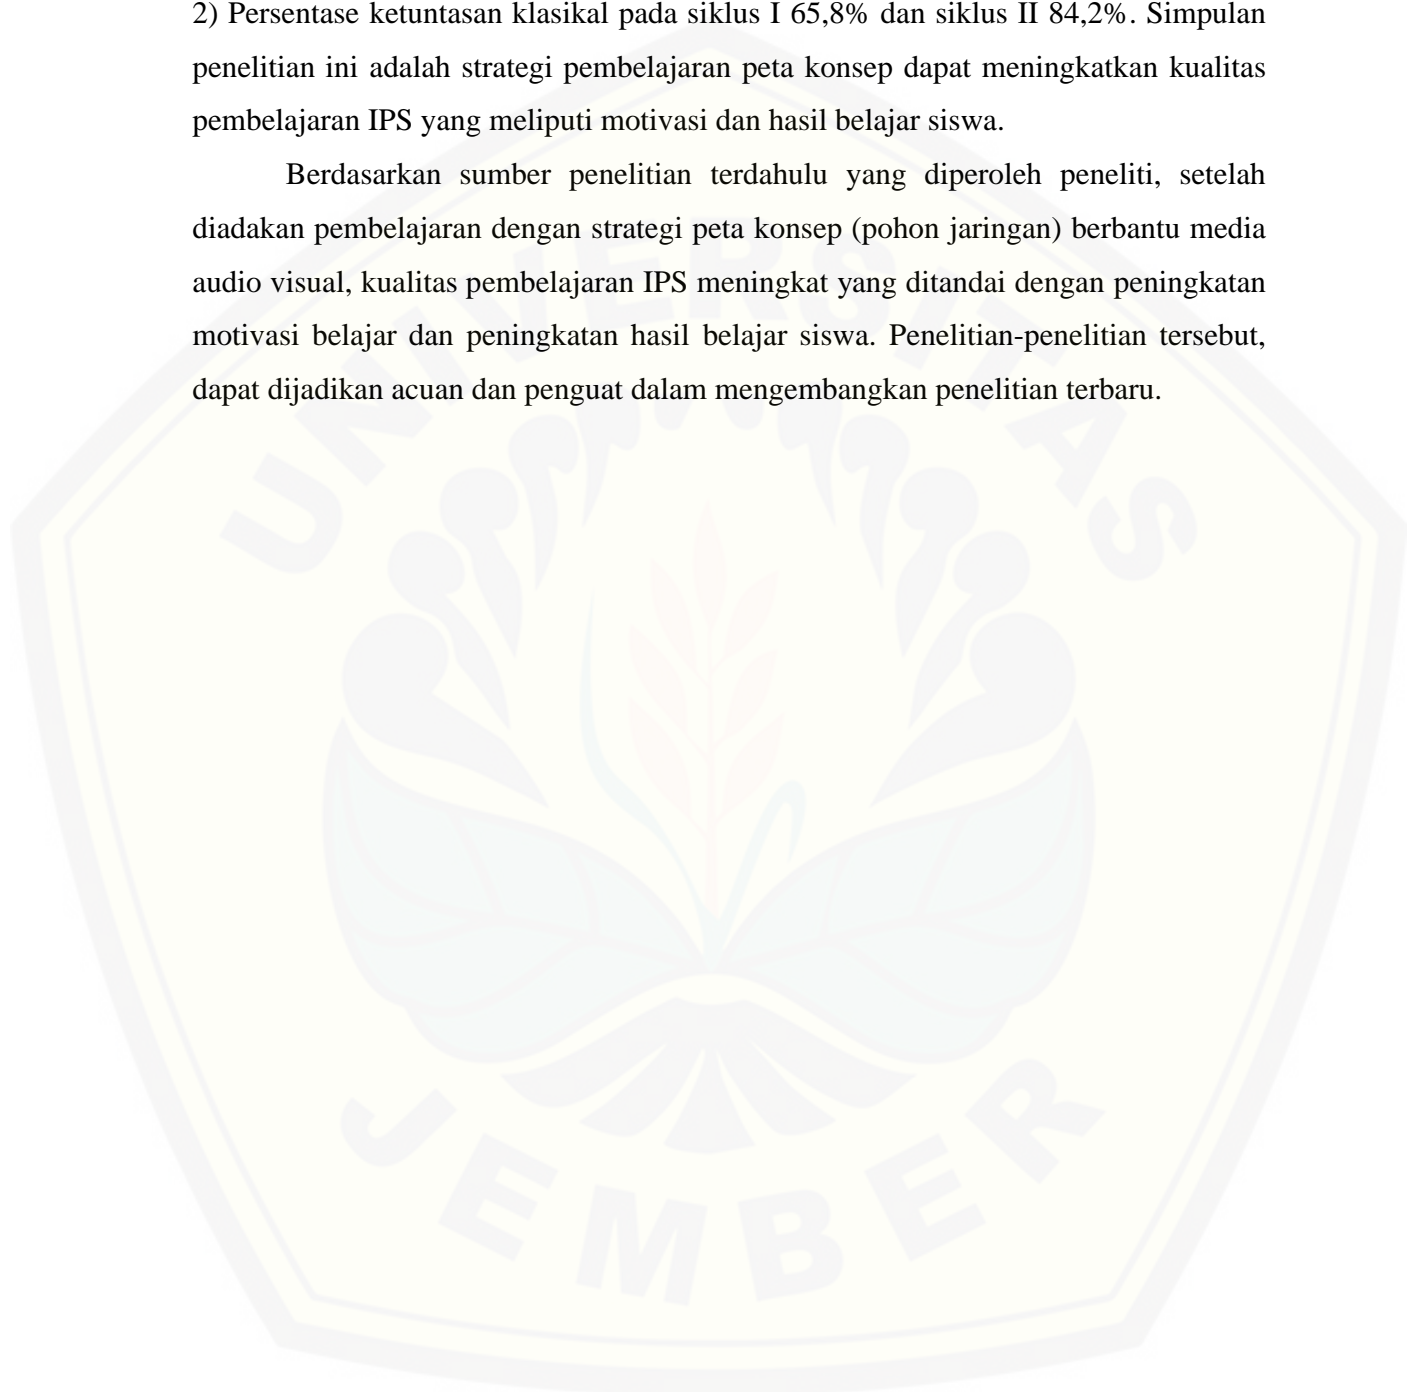 2) Persentase ketuntasan klasikal pada siklus I 65,8% dan siklus II 84,2%. Simpulan
penelitian ini adalah strategi pembelajaran peta konsep dapat meningkatkan kualitas
pembelajaran IPS yang meliputi motivasi dan hasil belajar siswa.
Berdasarkan sumber penelitian terdahulu yang diperoleh peneliti, setelah
diadakan pembelajaran dengan strategi peta konsep (pohon jaringan) berbantu media
audio visual, kualitas pembelajaran IPS meningkat yang ditandai dengan peningkatan
motivasi belajar dan peningkatan hasil belajar siswa. Penelitian-penelitian tersebut,
dapat dijadikan acuan dan penguat dalam mengembangkan penelitian terbaru.
UNIVERSITAS
JEMBER